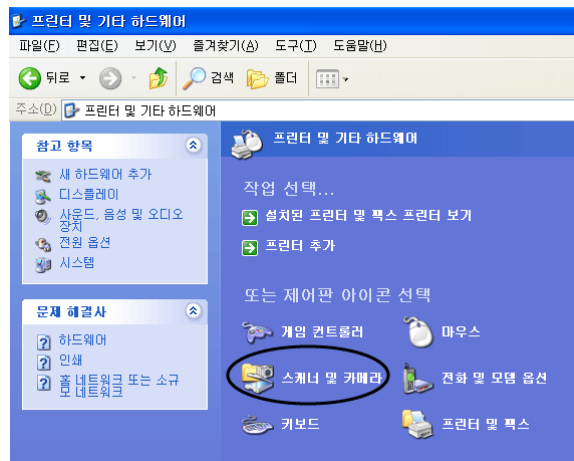 프린터 및 기타 하드웨어
파일(F) 편집(E) 보기(V) 즐겨찾기(A) 도구(T) 도움말(H)
뒤로 검색 폴더
주소(D) 프린터 및 기타 하드웨어
참고 항목
새 하드웨어 추가
디스플레이
사운드, 음성 및 오디오
장치
전원 옵션
시스템
문제 해결사
하드웨어
인쇄
홈 네트워크 또는 소규
모 네트워크
프린터 및 기타 하드웨어
작업 선택...
설치된 프린터 및 팩스 프린터 보기
프린터 추가
또는 제어판 아이콘 선택
게임 컨트롤러 마우스
스캐너 및 카메라 전화 및 모뎀 옵션
키보드 프린터 및 팩스